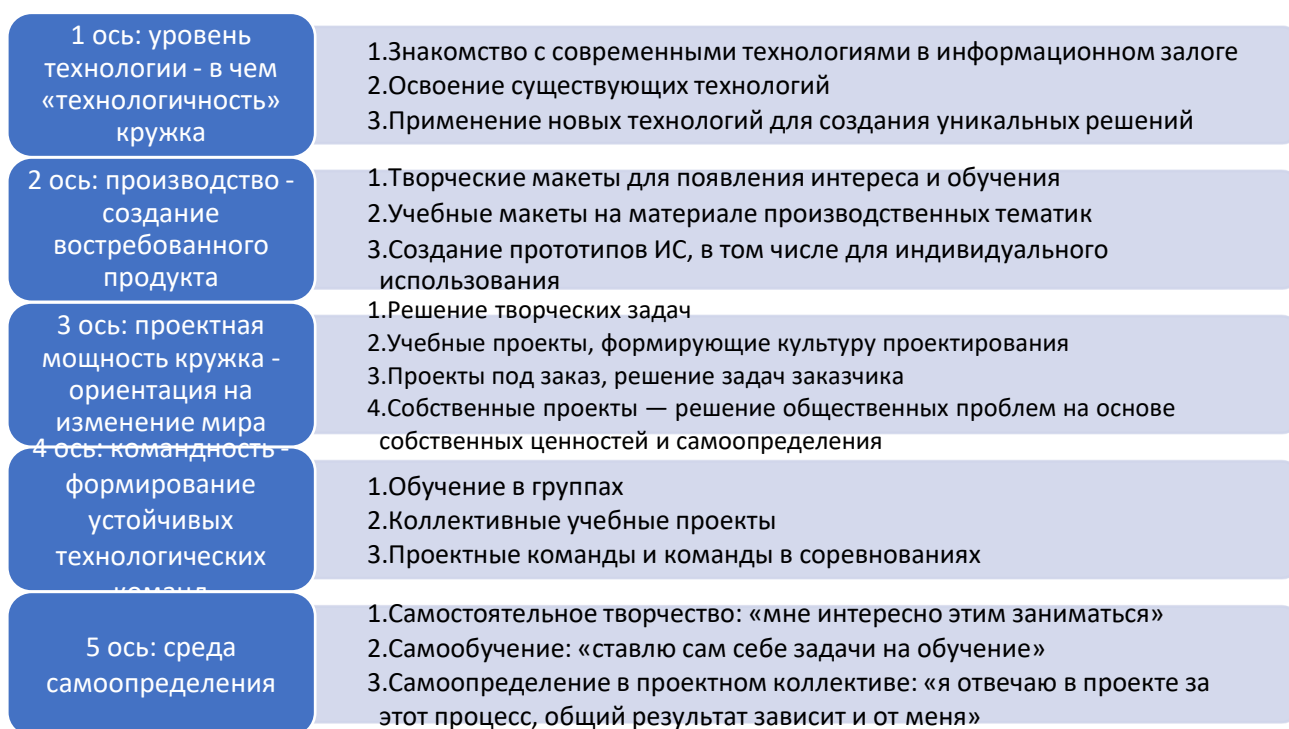 1 ось: уровень
технологии - в чем
«технологичность»
кружка
1.Знакомство с современными технологиями в информационном залоге
2.Освоение существующих технологий
3.Применение новых технологий для создания уникальных решений
2 ось: производство -
создание
востребованного
продукта
1.Творческие макеты для появления интереса и обучения
2.Учебные макеты на материале производственных тематик
3.Создание прототипов ИС, в том числе для индивидуального
использования
3 ось: проектная
мощность кружка -
ориентация на
изменение мира
1.Решение творческих задач
2.Учебные проекты, формирующие культуру проектирования
3.Проекты под заказ, решение задач заказчика
4.Собственные проекты — решение общественных проблем на основе
собственных ценностей и самоопределения
4 ось: командность -
формирование
устойчивых
технологических
команд
1.Обучение в группах
2.Коллективные учебные проекты
3.Проектные команды и команды в соревнованиях
5 ось: среда
самоопределения
1.Самостоятельное творчество: «мне интересно этим заниматься»
2.Самообучение: «ставлю сам себе задачи на обучение»
3.Самоопределение в проектном коллективе: «я отвечаю в проекте за
этот процесс, общий результат зависит и от меня»